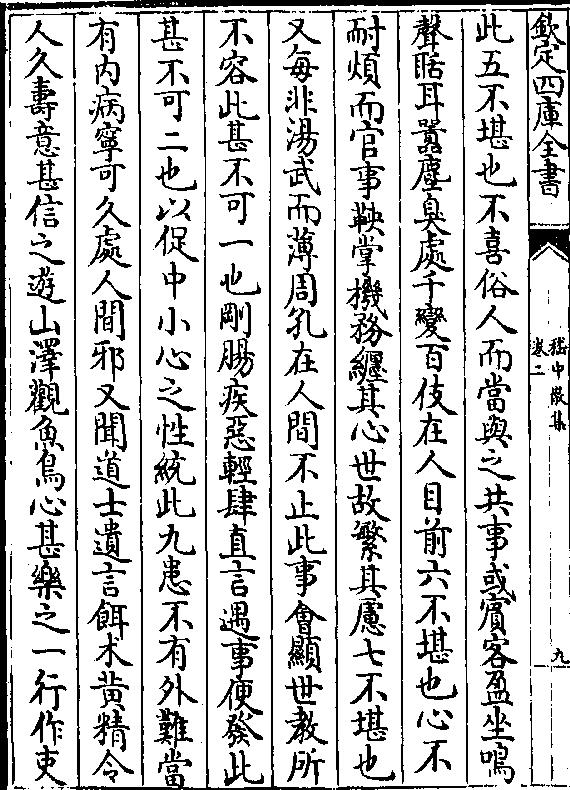 欽定四庫全書
嵇中散集
卷二
九
此五不堪也不喜俗人而當與之共事或賓客盈坐鳴
聲聒耳嚻塵臭處千變百伎在人目前六不堪也心不
耐煩而官事鞅掌機務纒其心世故繁其慮七不堪也
又每非湯武而薄周孔在人間不止此事會顯世教所
不容此甚不可一也剛腸疾惡輕肆直言遇事便發此
甚不可二也以促中小心之性統此九患不有外難當
有内病寧可久處人間邪又聞道士遺言餌术黄精令
人久壽意甚信之遊山澤觀魚鳥心甚樂之一行作吏